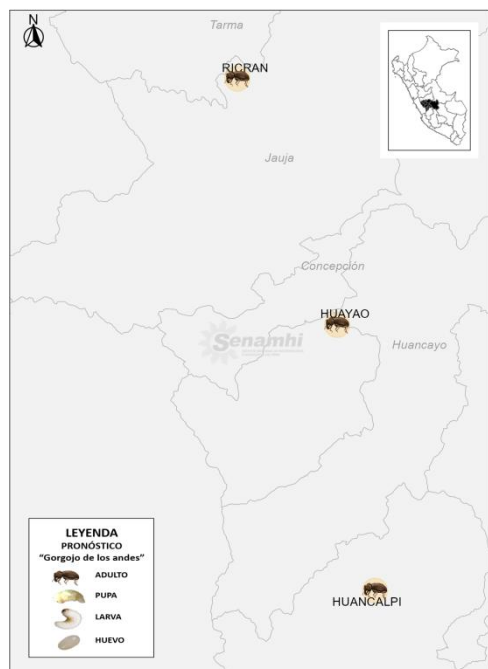 Tarma
N
RICRAN
Jauja
Concepción
HUAYAO
Senamhi
Huancayo
LEYENDA
PRONÓSTICO
"Gorgojo de los andes"
ADULTO
PUPA
LARVA
HUEVO
HUANCALPI